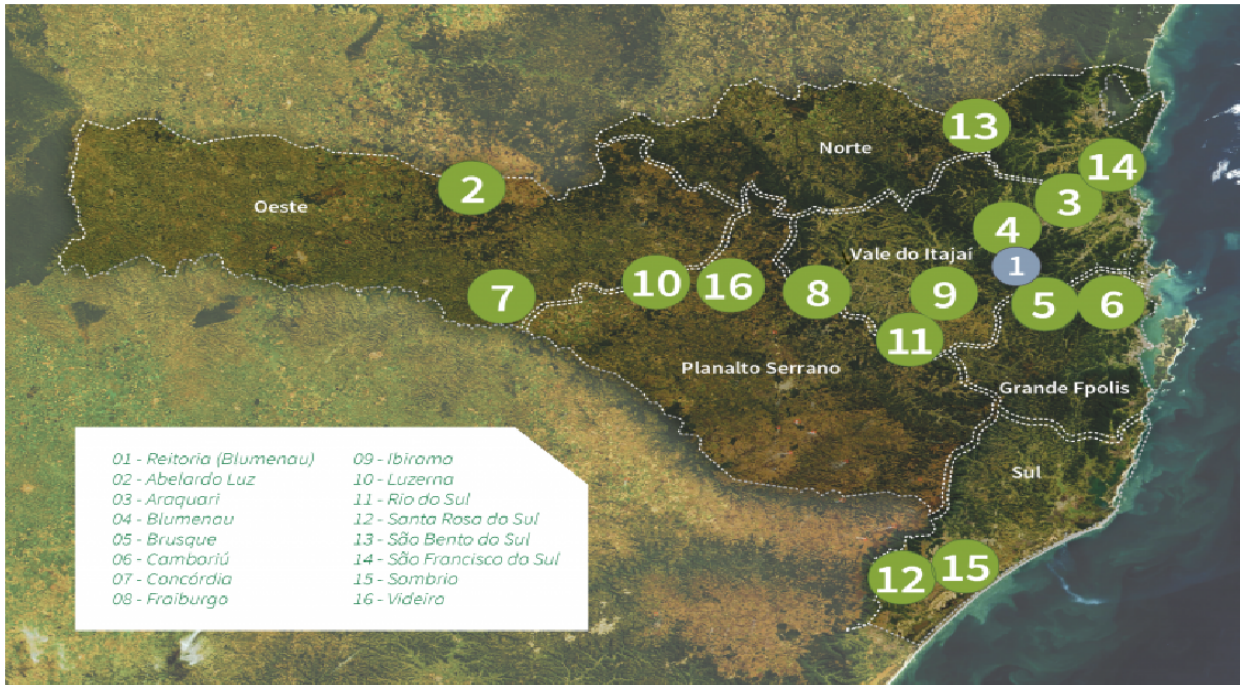 13
Norte
14
2
3
Oeste
4
Vale do Itajaí
1
10
16
8
9
7
5
6
11
Planalto Serrano
Grande Fpolis
Sul
15
12
01 - Reitoria (Blumenau)
02 - Abelardo Luz
03 - Araquari
04 - Blumenau
05 - Brusque
06 - Camboriú
07 - Concórdia
08 - Fraiburgo
09 - Ibirama
10 - Luzerna
11 - Rio do Sul
12 - Santa Rosa do Sul
13 - São Bento do Sul
14 - São Francisco do Sul
15 - Sombrio
16 - Videira